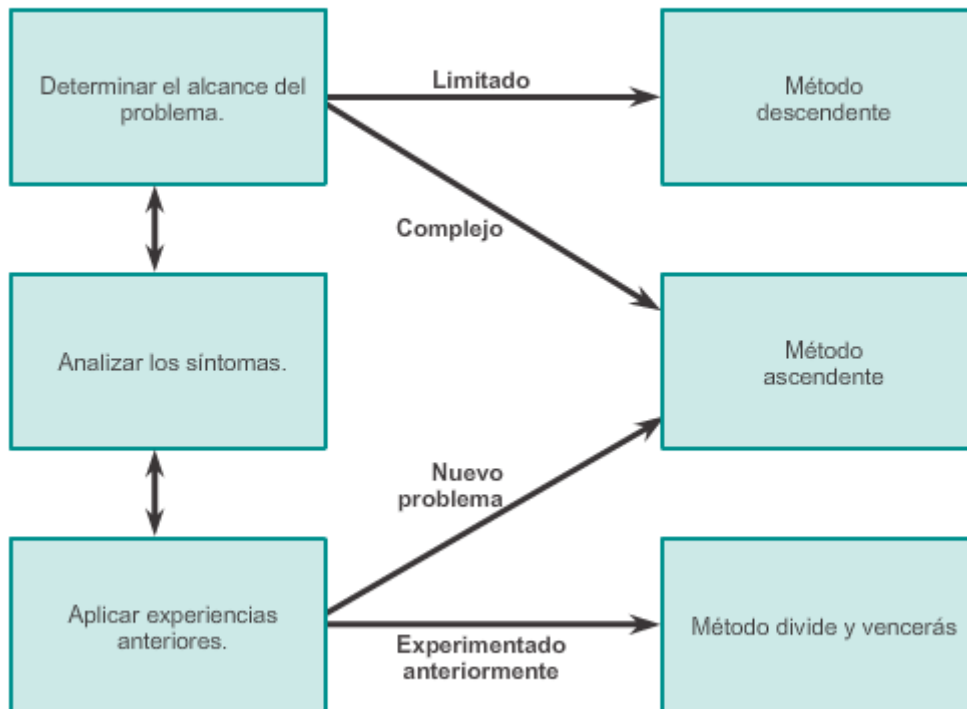 Determinar el alcance del
problema.
Limitado
Método
descendente
Complejo
Analizar los síntomas.
Método
ascendente
Nuevo
problema
Aplicar experiencias
anteriores.
Experimentado
anteriormente
Método divide y vencerás